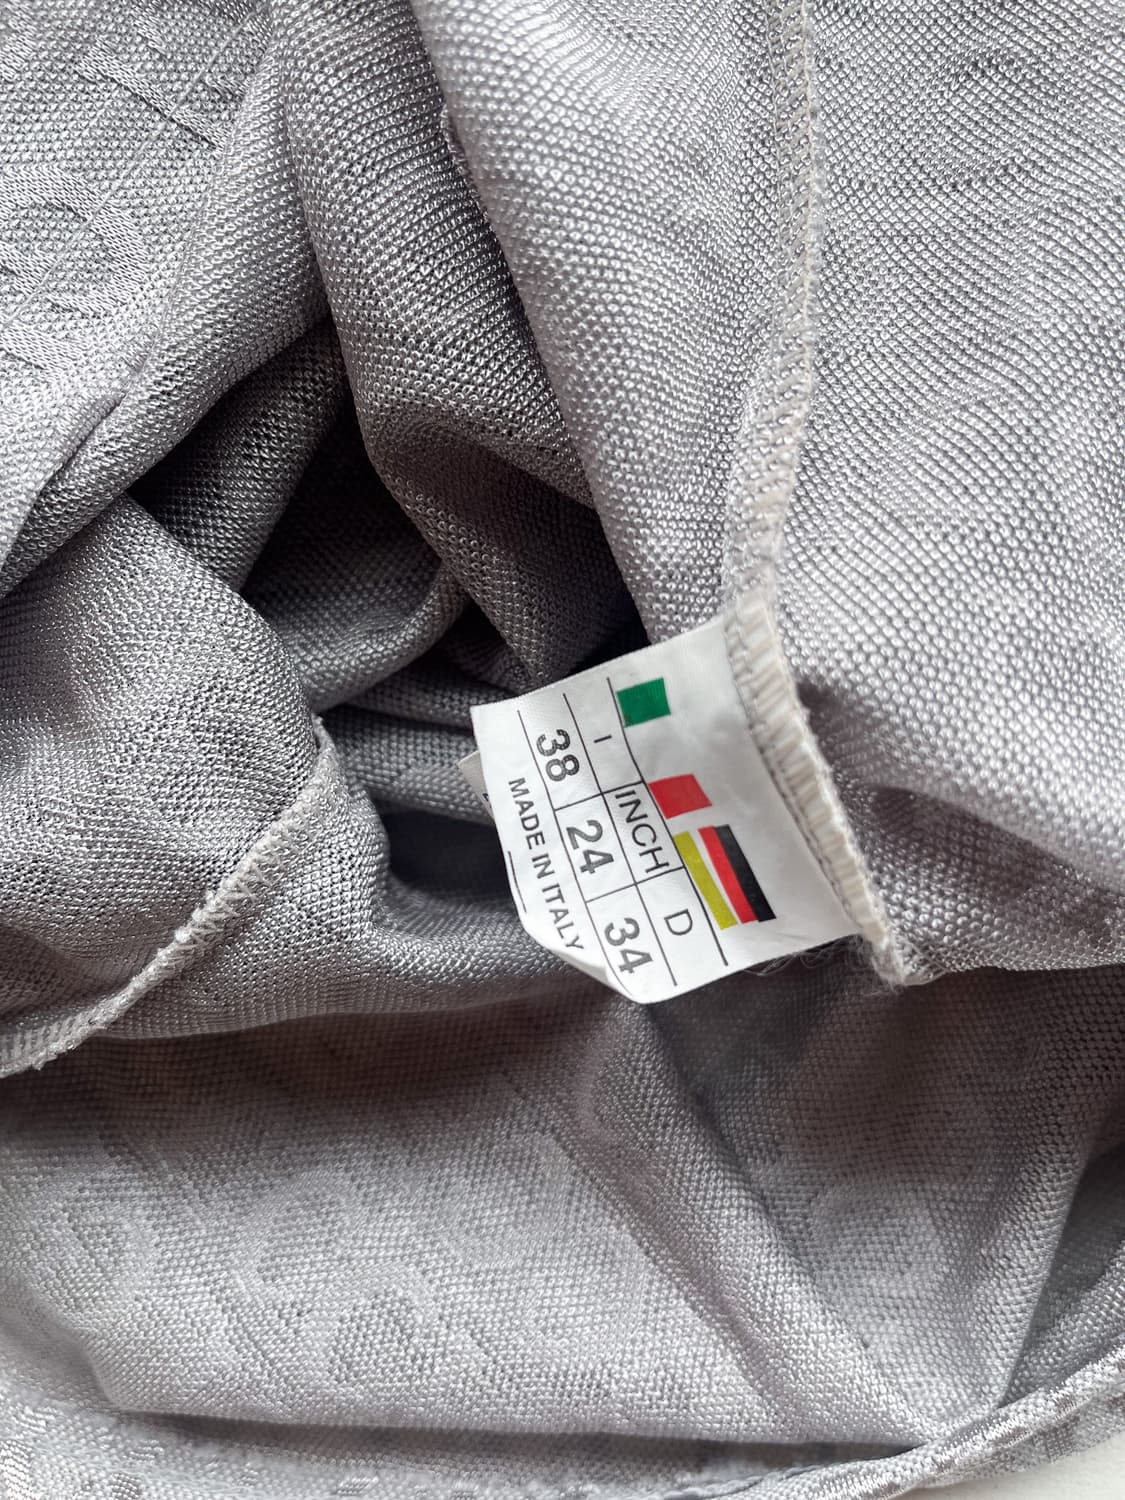 I INCH D
38 24 34
MADE IN ITALY